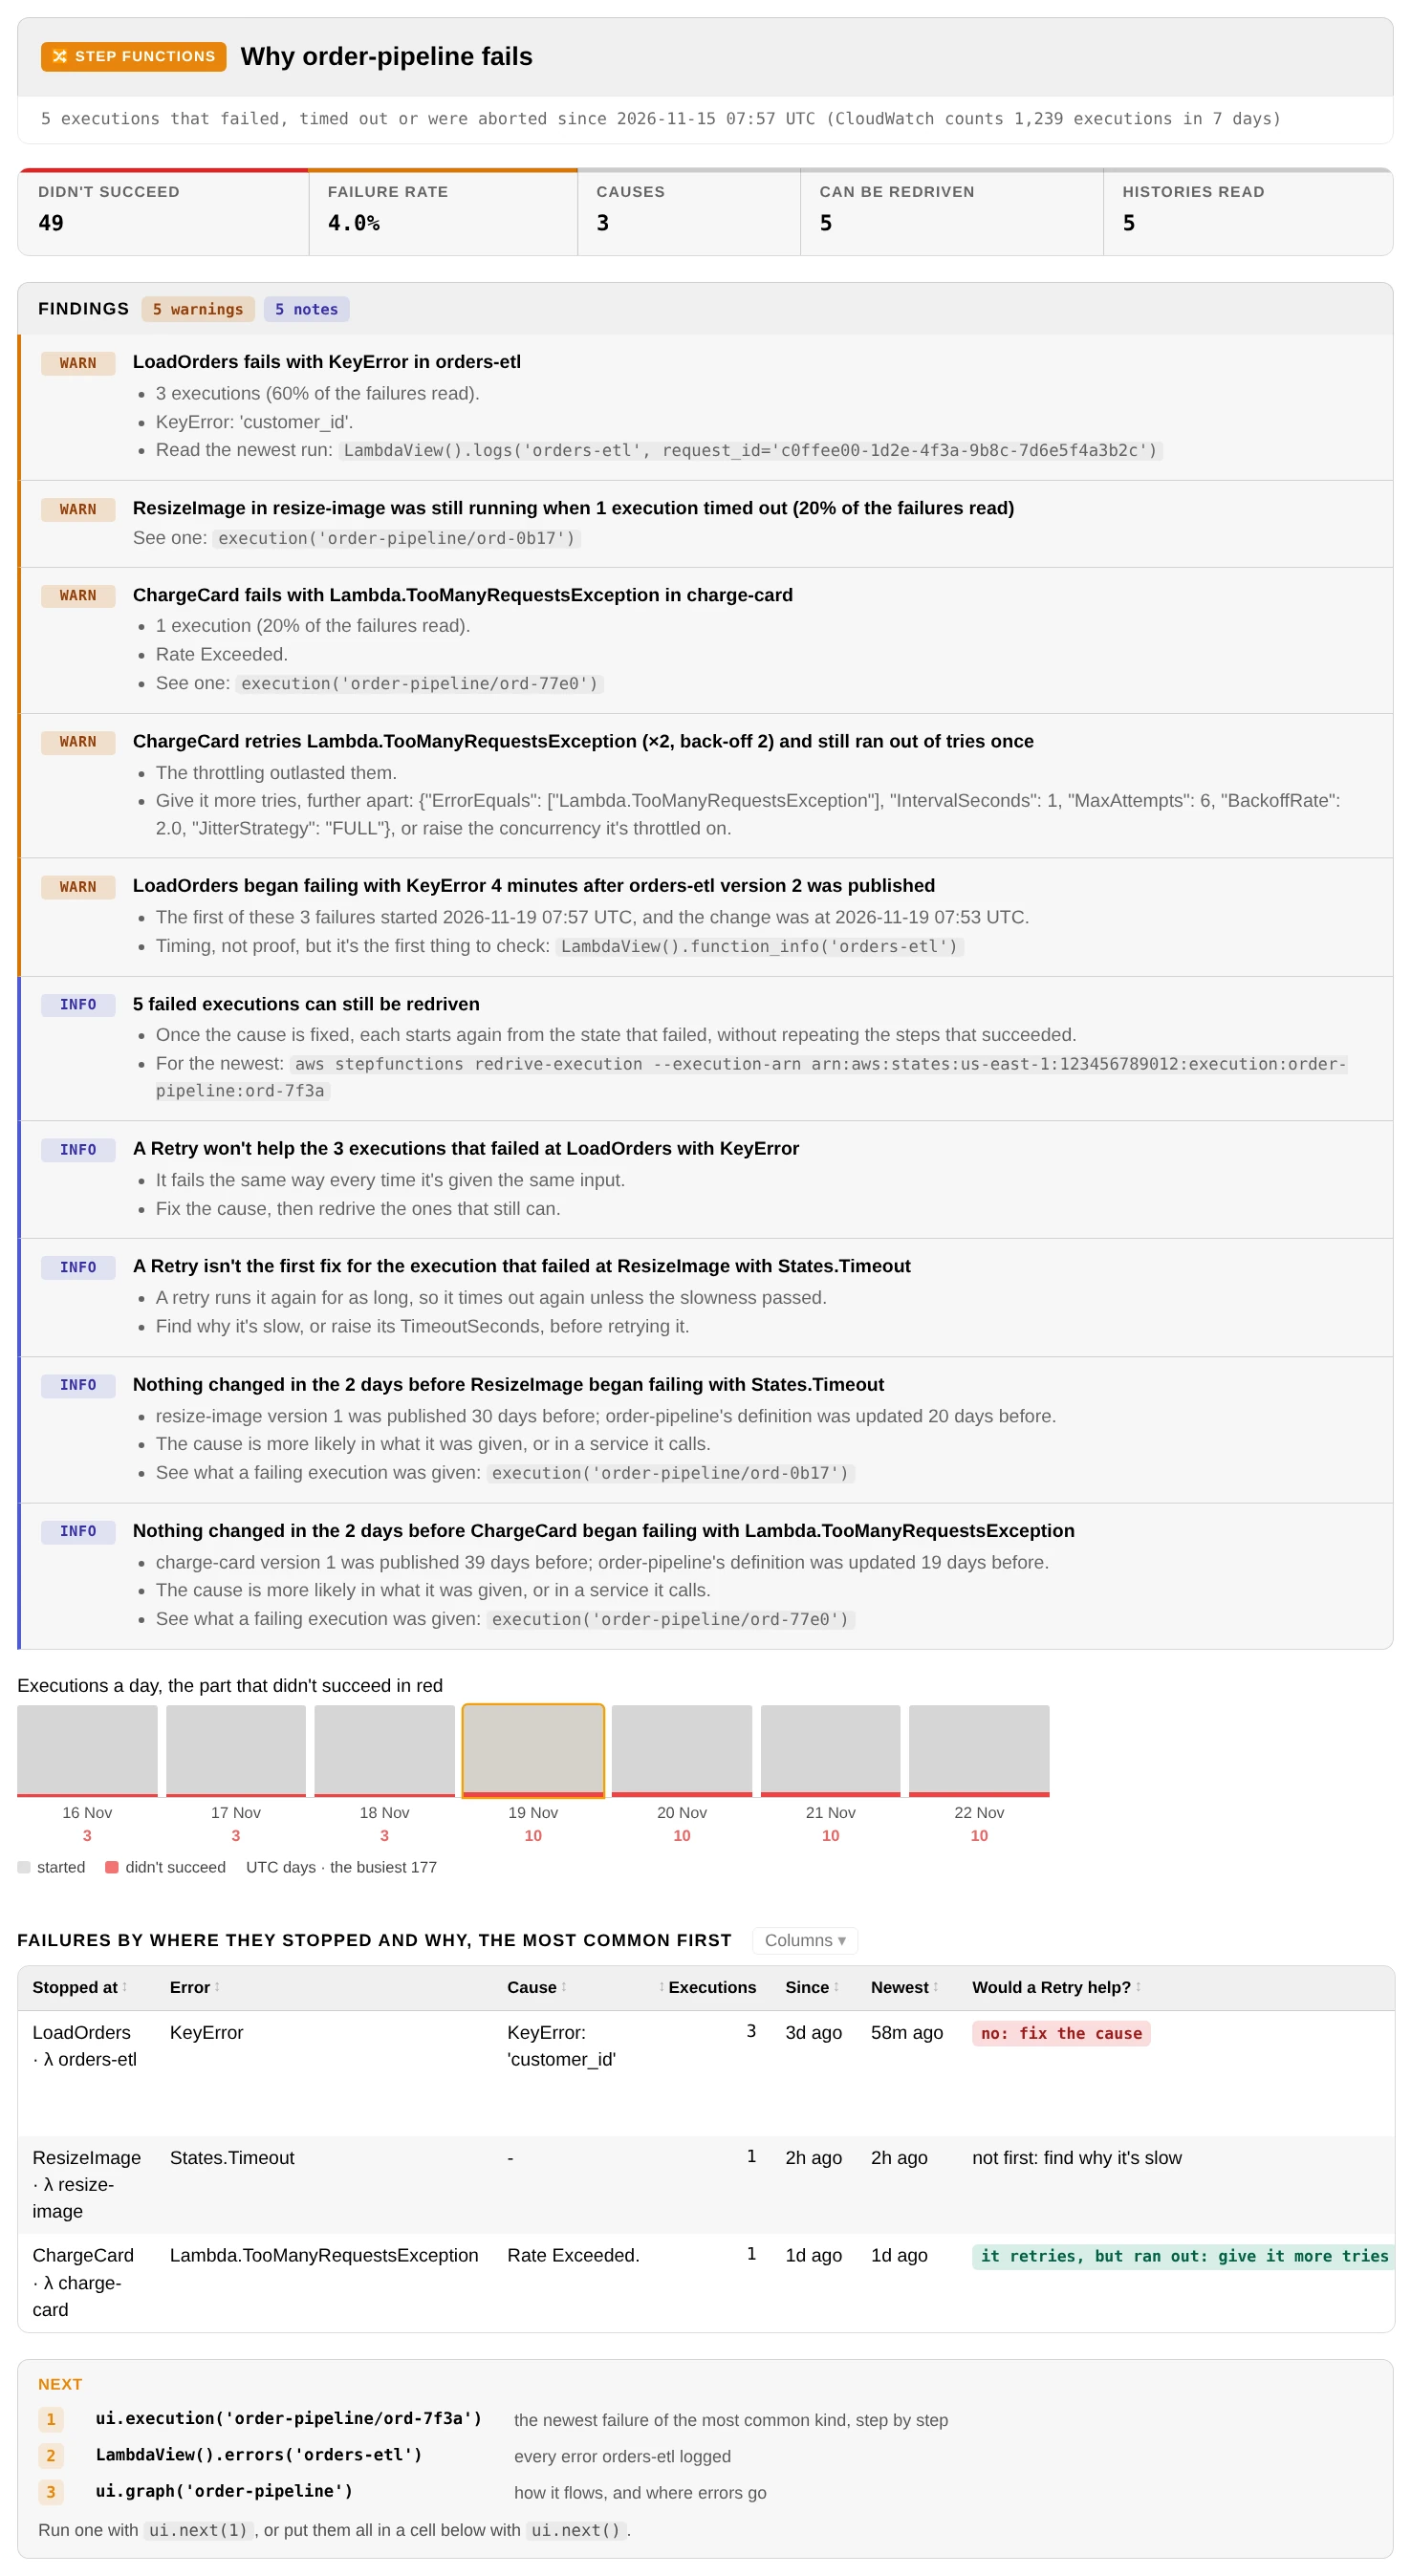 STEP FUNCTIONS Why order-pipeline fails
5 executions that failed, timed out or were aborted since 2026-11-15 07:57 UTC (CloudWatch counts 1,239 executions in 7 days)
DIDN'T SUCCEED FAILURE RATE CAUSES CAN BE REDRIVEN HISTORIES READ
49 4.0% 3 5 5
FINDINGS 5 warnings 5 notes
WARN LoadOrders fails with KeyError in orders-etl
• 3 executions (60% of the failures read).
• KeyError: 'customer_id'.
• Read the newest run: LambdaView().logs('orders-etl', request_id='c0ffee00-1d2e-4f3a-9b8c-7d6e5f4a3b2c')
WARN ResizeImage in resize-image was still running when 1 execution timed out (20% of the failures read)
See one: execution('order-pipeline/ord-0b17')
WARN ChargeCard fails with Lambda.TooManyRequestsException in charge-card
• 1 execution (20% of the failures read).
• Rate Exceeded.
• See one: execution('order-pipeline/ord-77e0')
WARN ChargeCard retries Lambda.TooManyRequestsException (×2, back-off 2) and still ran out of tries once
• The throttling outlasted them.
• Give it more tries, further apart: {"ErrorEquals": ["Lambda.TooManyRequestsException"], "IntervalSeconds": 1, "MaxAttempts": 6, "BackoffRate":
2.0, "JitterStrategy": "FULL"}, or raise the concurrency it's throttled on.
WARN LoadOrders began failing with KeyError 4 minutes after orders-etl version 2 was published
• The first of these 3 failures started 2026-11-19 07:57 UTC, and the change was at 2026-11-19 07:53 UTC.
• Timing, not proof, but it's the first thing to check: LambdaView().function_info('orders-etl')
INFO 5 failed executions can still be redriven
• Once the cause is fixed, each starts again from the state that failed, without repeating the steps that succeeded.
• For the newest: aws stepfunctions redrive-execution --execution-arn arn:aws:states:us-east-1:123456789012:execution:order-
pipeline:ord-7f3a
INFO A Retry won't help the 3 executions that failed at LoadOrders with KeyError
• It fails the same way every time it's given the same input.
• Fix the cause, then redrive the ones that still can.
INFO A Retry isn't the first fix for the execution that failed at ResizeImage with States.Timeout
• A retry runs it again for as long, so it times out again unless the slowness passed.
• Find why it's slow, or raise its TimeoutSeconds, before retrying it.
INFO Nothing changed in the 2 days before ResizeImage began failing with States.Timeout
• resize-image version 1 was published 30 days before; order-pipeline's definition was updated 20 days before.
• The cause is more likely in what it was given, or in a service it calls.
• See what a failing execution was given: execution('order-pipeline/ord-0b17')
INFO Nothing changed in the 2 days before ChargeCard began failing with Lambda.TooManyRequestsException
• charge-card version 1 was published 39 days before; order-pipeline's definition was updated 19 days before.
• The cause is more likely in what it was given, or in a service it calls.
• See what a failing execution was given: execution('order-pipeline/ord-77e0')
Executions a day, the part that didn't succeed in red
16 Nov 17 Nov 18 Nov 19 Nov 20 Nov 21 Nov 22 Nov
3 3 3 10 10 10 10
started didn't succeed UTC days · the busiest 177
FAILURES BY WHERE THEY STOPPED AND WHY, THE MOST COMMON FIRST Columns ▾
Stopped at ↕ Error ↕ Cause ↕ ↕ Executions Since ↕ Newest ↕ Would a Retry help? ↕
LoadOrders KeyError KeyError: 3 3d ago 58m ago no: fix the cause
· λ orders-etl 'customer_id'
ResizeImage States.Timeout - 1 2h ago 2h ago not first: find why it's slow
· λ resize-
image
ChargeCard Lambda.TooManyRequestsException Rate Exceeded. 1 1d ago 1d ago it retries, but ran out: give it more tries
· λ charge-
card
NEXT
1 ui.execution('order-pipeline/ord-7f3a') the newest failure of the most common kind, step by step
2 LambdaView().errors('orders-etl') every error orders-etl logged
3 ui.graph('order-pipeline') how it flows, and where errors go
Run one with ui.next(1), or put them all in a cell below with ui.next().